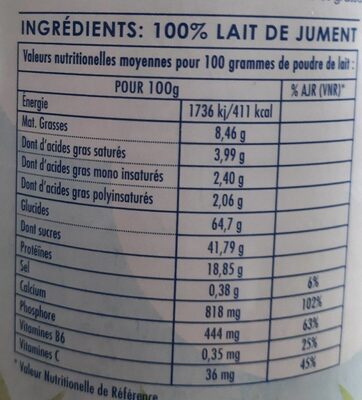 INGRÉDIENTS: 100% LAIT DE JUMENT
Valeurs nutritionelles moyennes pour 100 grammes de poudre de lait :
POUR 100g % AJR (VNR)*
Energie 1736 kj/411 kcal
Mat. Grasses 8,46 g
Dont d'acides gras saturés 3,99 g
Dont d'acides gras mono insaturés 2,40 g
Dont d'acides gras polyinsaturés 2,06 g
Glucides 64,7 g
Dont sucres 41,79 g
Protéines 18,85 g
Sel 0,38 g 6%
Calcium 818 mg 102%
Phosphore 444 mg 63%
Vitamines B6 0,35 mg 25%
Vitamines C 36 mg 45%
* Valeur Nutritionelle de Référence